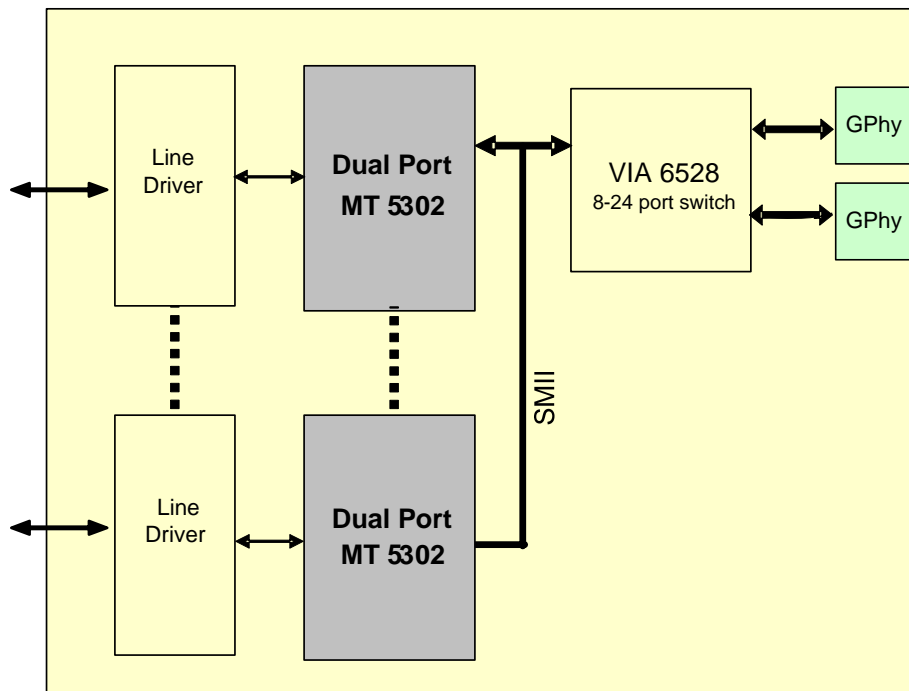 Line
Driver
Dual Port
MT 5302
VIA 6528
8-24 port switch
GPhy
GPhy
SMII
Line
Driver
Dual Port
MT 5302